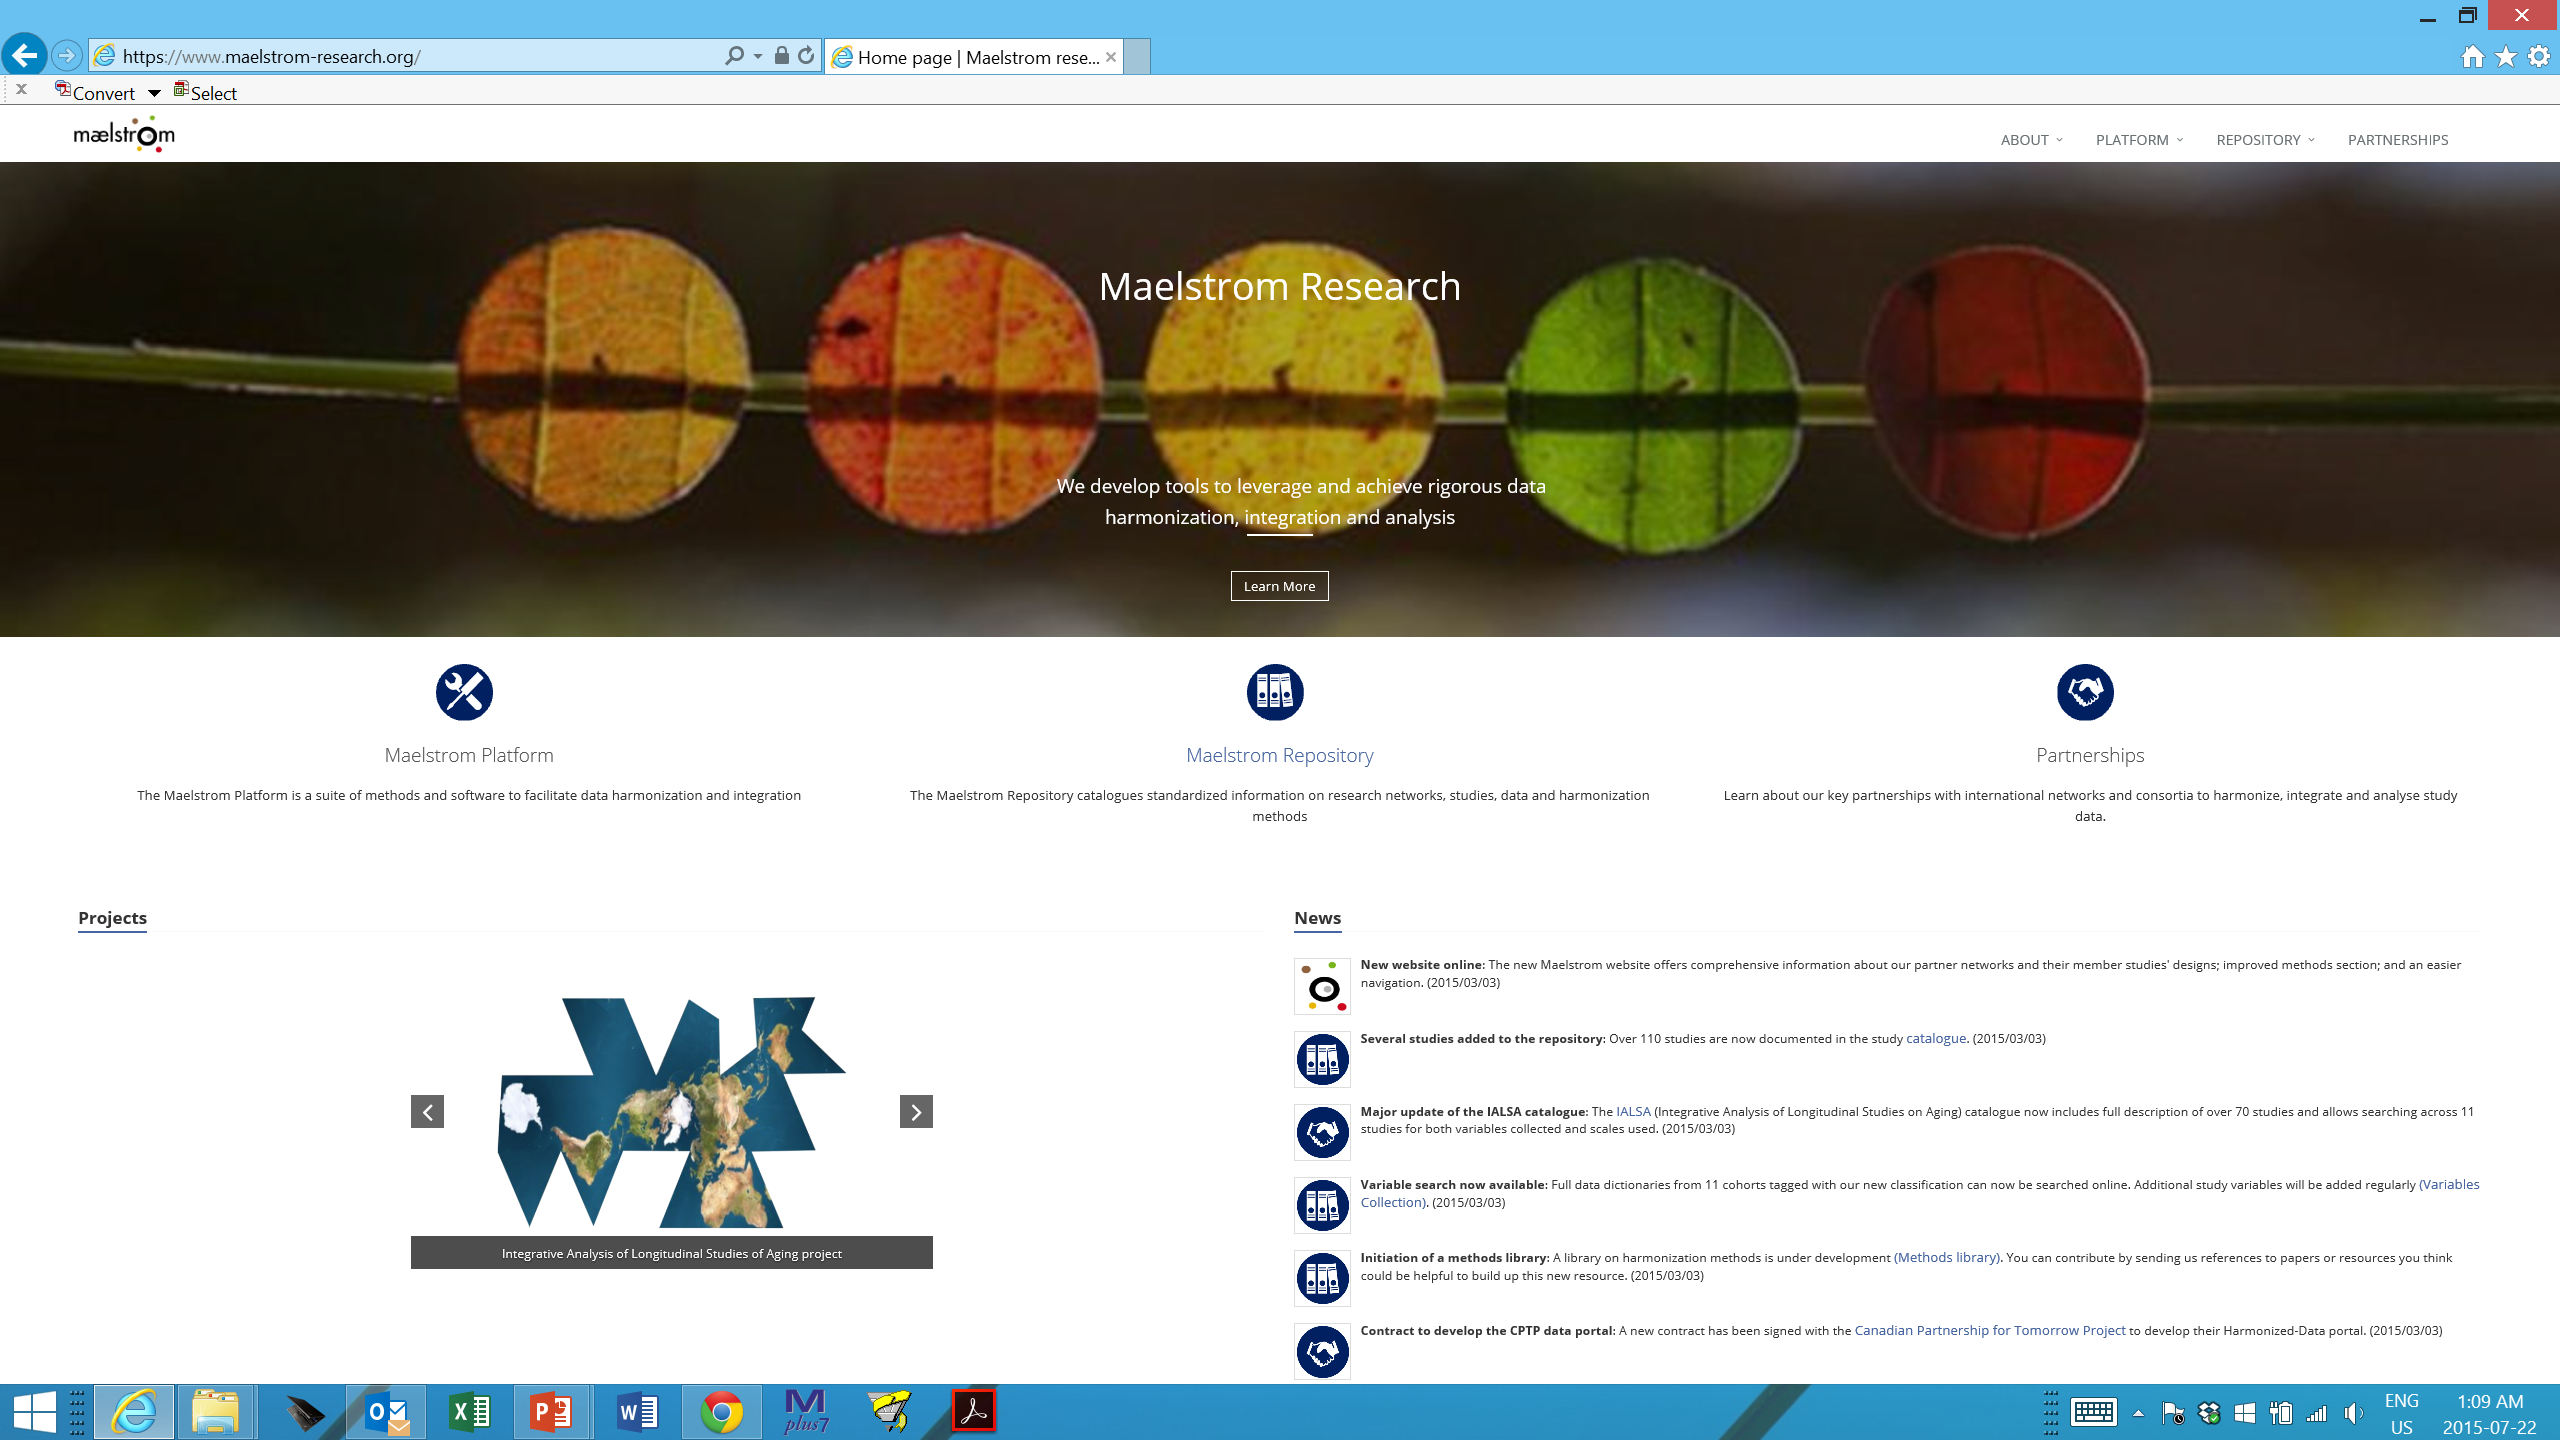 https://www.maelstrom-research.org/
Home page | Maelstrom rese...
Convert
Select
mælstrom
ABOUT
PLATFORM
REPOSITORY
PARTNERSHIPS
Maelstrom Research
We develop tools to leverage and achieve rigorous data
harmonization, integration and analysis
Learn More
Maelstrom Platform
The Maelstrom Platform is a suite of methods and software to facilitate data harmonization and integration
Maelstrom Repository
The Maelstrom Repository catalogues standardized information on research networks, studies, data and harmonization
methods
Partnerships
Learn about our key partnerships with international networks and consortia to harmonize, integrate and analyse study
data.
Projects
Integrative Analysis of Longitudinal Studies of Aging project
News
New website online: The new Maelstrom website offers comprehensive information about our partner networks and their member studies' designs; improved methods section; and an easier
navigation. (2015/03/03)
Several studies added to the repository: Over 110 studies are now documented in the study catalogue. (2015/03/03)
Major update of the IALSA catalogue: The IALSA (Integrative Analysis of Longitudinal Studies on Aging) catalogue now includes full description of over 70 studies and allows searching across 11
studies for both variables collected and scales used. (2015/03/03)
Variable search now available: Full data dictionaries from 11 cohorts tagged with our new classification can now be searched online. Additional study variables will be added regularly (Variables
Collection). (2015/03/03)
Initiation of a methods library: A library on harmonization methods is under development (Methods library). You can contribute by sending us references to papers or resources you think
could be helpful to build up this new resource. (2015/03/03)
Contract to develop the CPTP data portal: A new contract has been signed with the Canadian Partnership for Tomorrow Project to develop their Harmonized-Data portal. (2015/03/03)
M
plus7
ENG
US
1:09 AM
2015-07-22